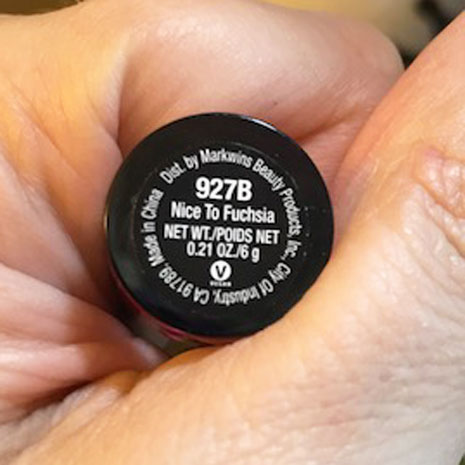 Dist. by Markwins Beauty Products, Inc., City Of Industry, CA 91789 Made in China
927B
Nice To Fuchsia
NET WT./POIDS NET
0.21 OZ./6 g
V
VEGAN